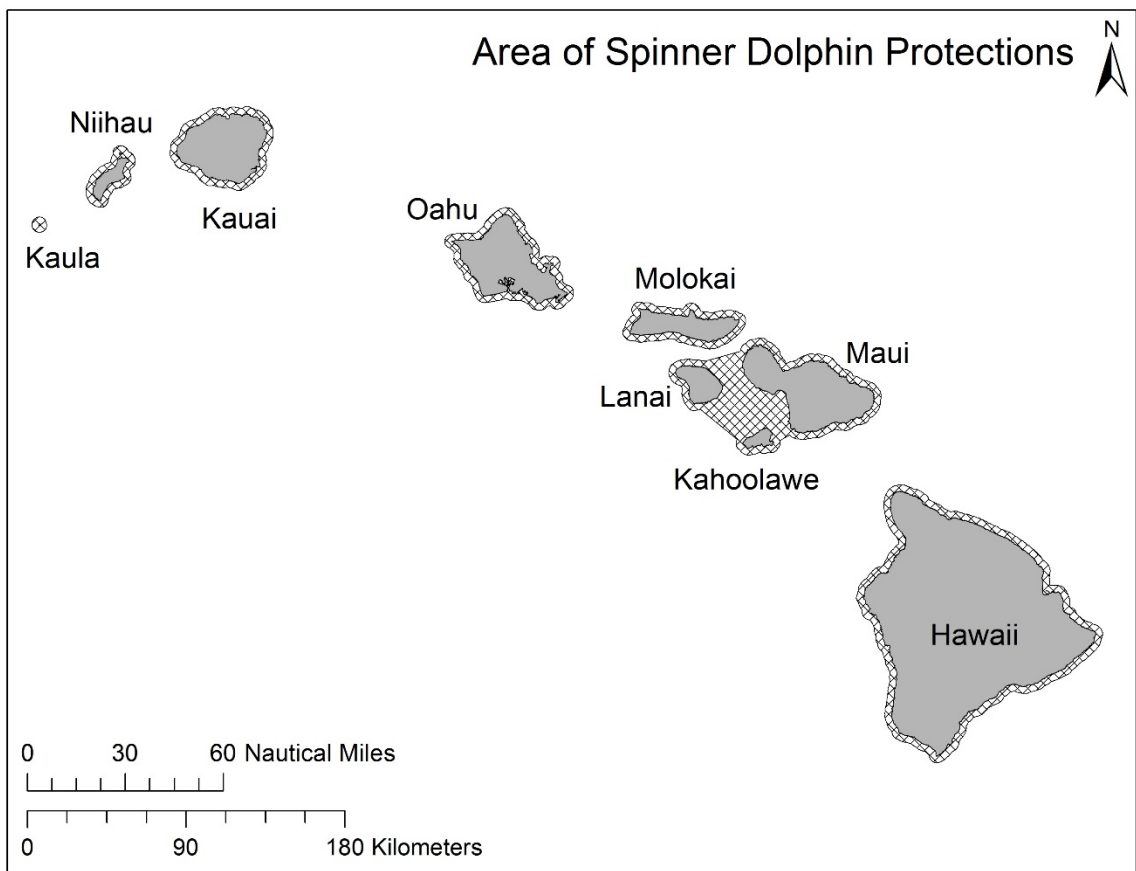 Area of Spinner Dolphin Protections
N
Niihau
Kauai
Kaula
Oahu
Molokai
Maui
Lanai
Kahoolawe
Hawaii
0 30 60 Nautical Miles
0 90 180 Kilometers